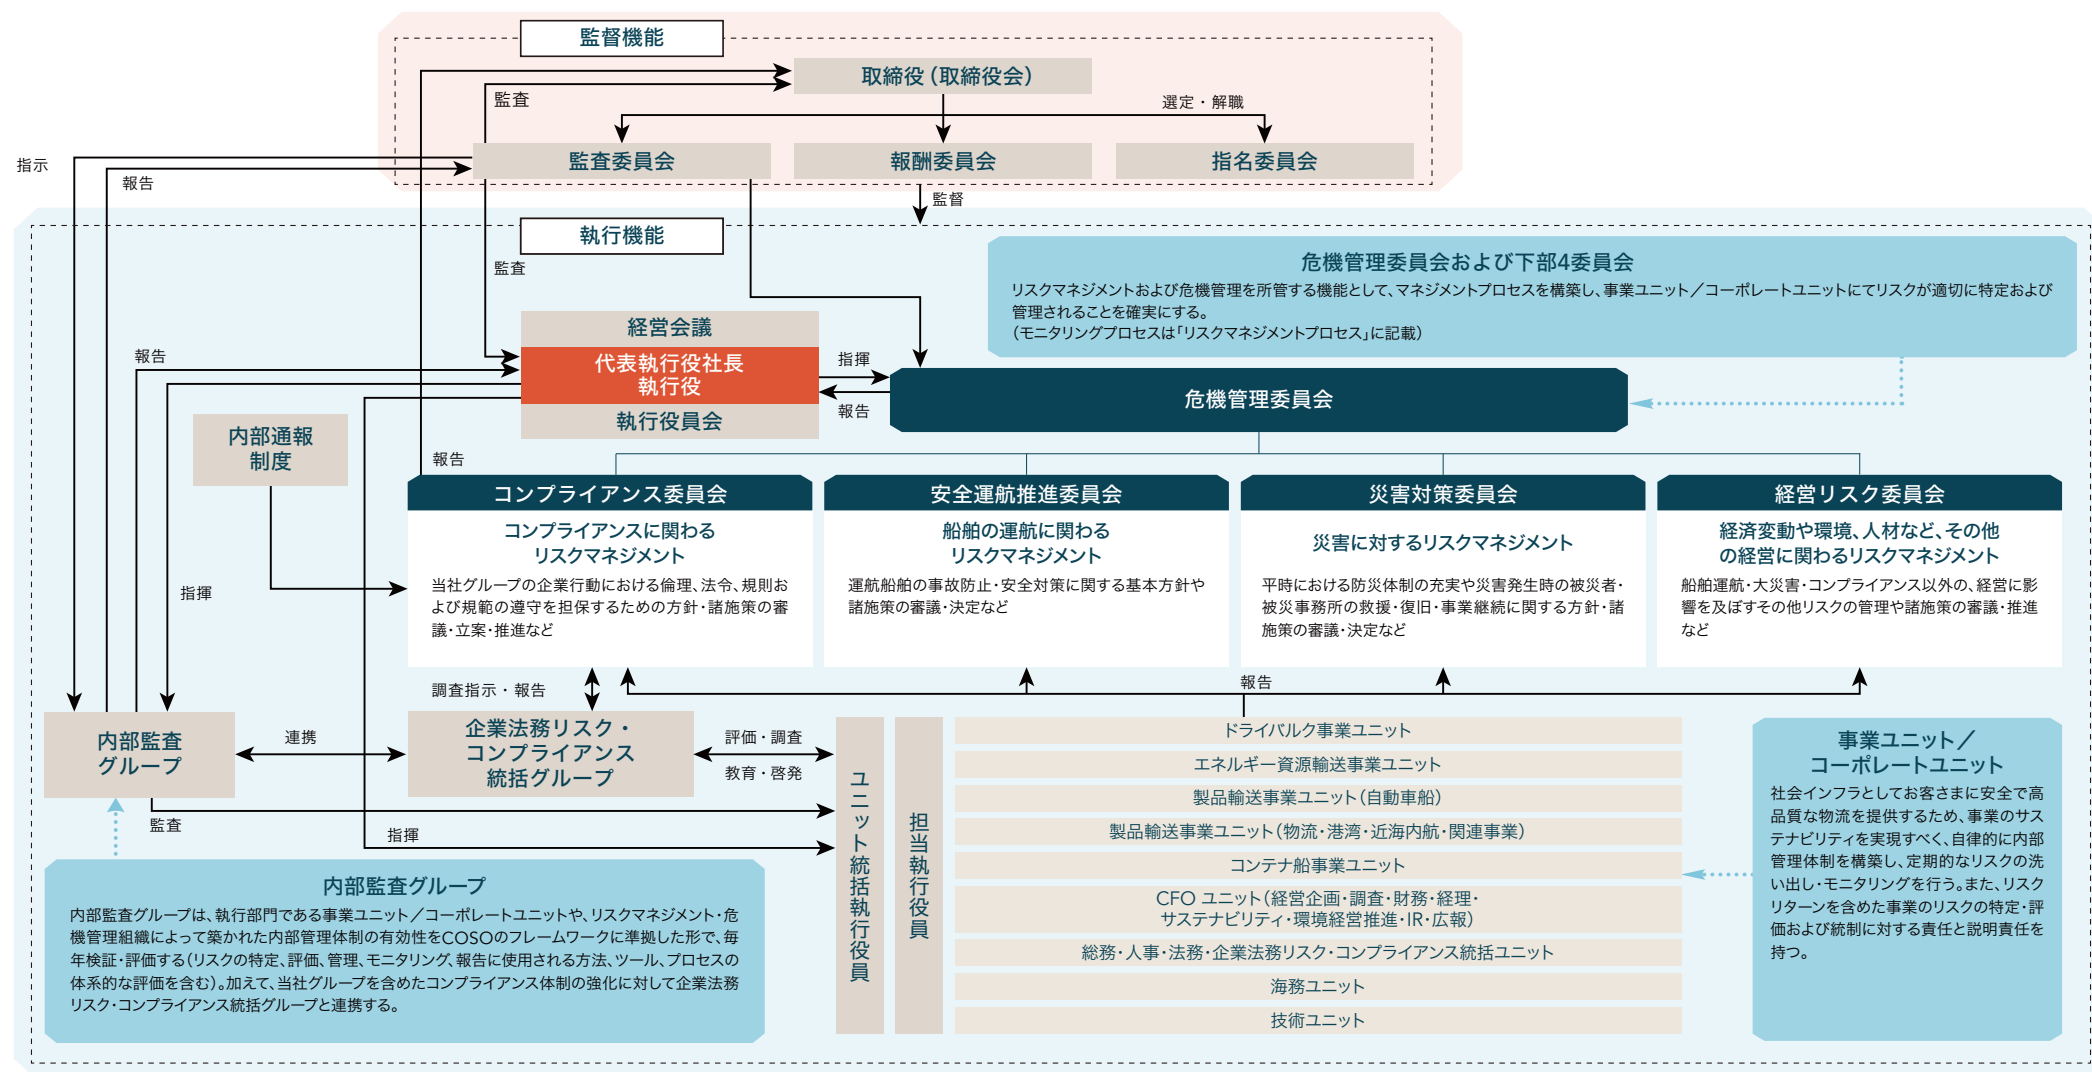 監督機能
取締役（取締役会）
監査
選定・解職
監査委員会
報酬委員会
指名委員会
指示
報告
監督
執行機能
監査
危機管理委員会および下部4委員会
リスクマネジメントおよび危機管理を所管する機能として、マネジメントプロセスを構築し、事業ユニット／コーポレートユニットにてリスクが適切に特定および
管理されることを確実にする。
（モニタリングプロセスは「リスクマネジメントプロセス」に記載）
経営会議
代表執行役社長
執行役
執行役員会
報告
指揮
報告
危機管理委員会
内部通報
制度
報告
コンプライアンス委員会
コンプライアンスに関わる
リスクマネジメント
当社グループの企業行動における倫理、法令、規則お
よび規範の遵守を担保するための方針・諸施策の審
議・立案・推進など
安全運航推進委員会
船舶の運航に関わる
リスクマネジメント
運航船舶の事故防止・安全対策に関する基本方針や
諸施策の審議・決定など
災害対策委員会
災害に対するリスクマネジメント
平時における防災体制の充実や災害発生時の被災者・
被災事務所の救援・復旧・事業継続に関する方針・諸
施策の審議・決定など
経営リスク委員会
経済変動や環境、人材など、その他
の経営に関わるリスクマネジメント
船舶運航・大災害・コンプライアンス以外の、経営に影
響を及ぼすその他リスクの管理や諸施策の審議・推進
など
指揮
調査指示・報告
報告
内部監査
グループ
連携
企業法務リスク・
コンプライアンス
統括グループ
評価・調査
教育・啓発
監査
指揮
ユニット統括執行役員
担当執行役員
ドライバルク事業ユニット
エネルギー資源輸送事業ユニット
製品輸送事業ユニット（自動車船）
製品輸送事業ユニット（物流・港湾・近海内航・関連事業）
コンテナ船事業ユニット
CFO ユニット（経営企画・調査・財務・経理・
サステナビリティ・環境経営推進・IR・広報）
総務・人事・法務・企業法務リスク・コンプライアンス統括ユニット
海務ユニット
技術ユニット
事業ユニット／
コーポレートユニット
社会インフラとしてお客さまに安全で高
品質な物流を提供するため、事業のサス
テナビリティを実現すべく、自律的に内部
管理体制を構築し、定期的なリスクの洗
い出し・モニタリングを行う。また、リスク
リターンを含めた事業のリスクの特定・評
価および統制に対する責任と説明責任を
持つ。
内部監査グループ
内部監査グループは、執行部門である事業ユニット／コーポレートユニットや、リスクマネジメント・危
機管理組織によって築かれた内部管理体制の有効性をCOSOのフレームワークに準拠した形で、毎
年検証・評価する（リスクの特定、評価、管理、モニタリング、報告に使用される方法、ツール、プロセスの
体系的な評価を含む）。加えて、当社グループを含めたコンプライアンス体制の強化に対して企業法務
リスク・コンプライアンス統括グループと連携する。